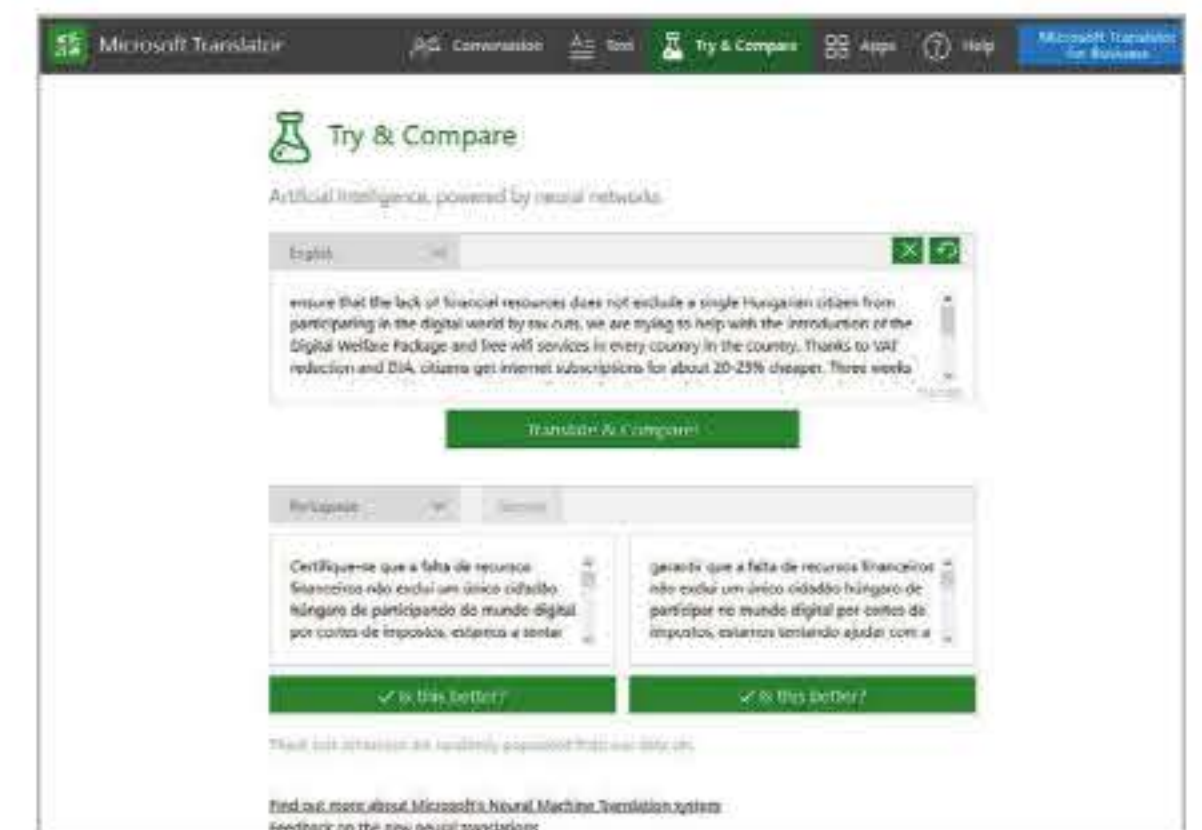 Microsoft Translator
Conversation
Text
Try & Compare
Apps
Help
Microsoft Translator
for Business
Try & Compare
Artificial Intelligence, powered by neural networks.
English
ensure that the lack of financial resources does not exclude a single Hungarian citizen from
participating in the digital world by tax cuts, we are trying to help with the introduction of the
Digital Welfare Package and free wifi services in every country in the country. Thanks to VAT
reduction and DJA, citizens get internet subscriptions for about 20-25% cheaper. Three weeks
Translate & Compare!
Portuguese
Certifique-se que a falta de recursos
financeiros não exclui um único cidadão
húngaro de participando do mundo digital
por cortes de impostos, estamos a tentar
garantir que a falta de recursos financeiros
não exclui um único cidadão húngaro de
participar no mundo digital por cortes de
impostos, estamos tentando ajudar com a
✓ Is this better?
✓ Is this better?
Find out more about Microsoft's Neural Machine Translation system
Feedback on the new neural translations